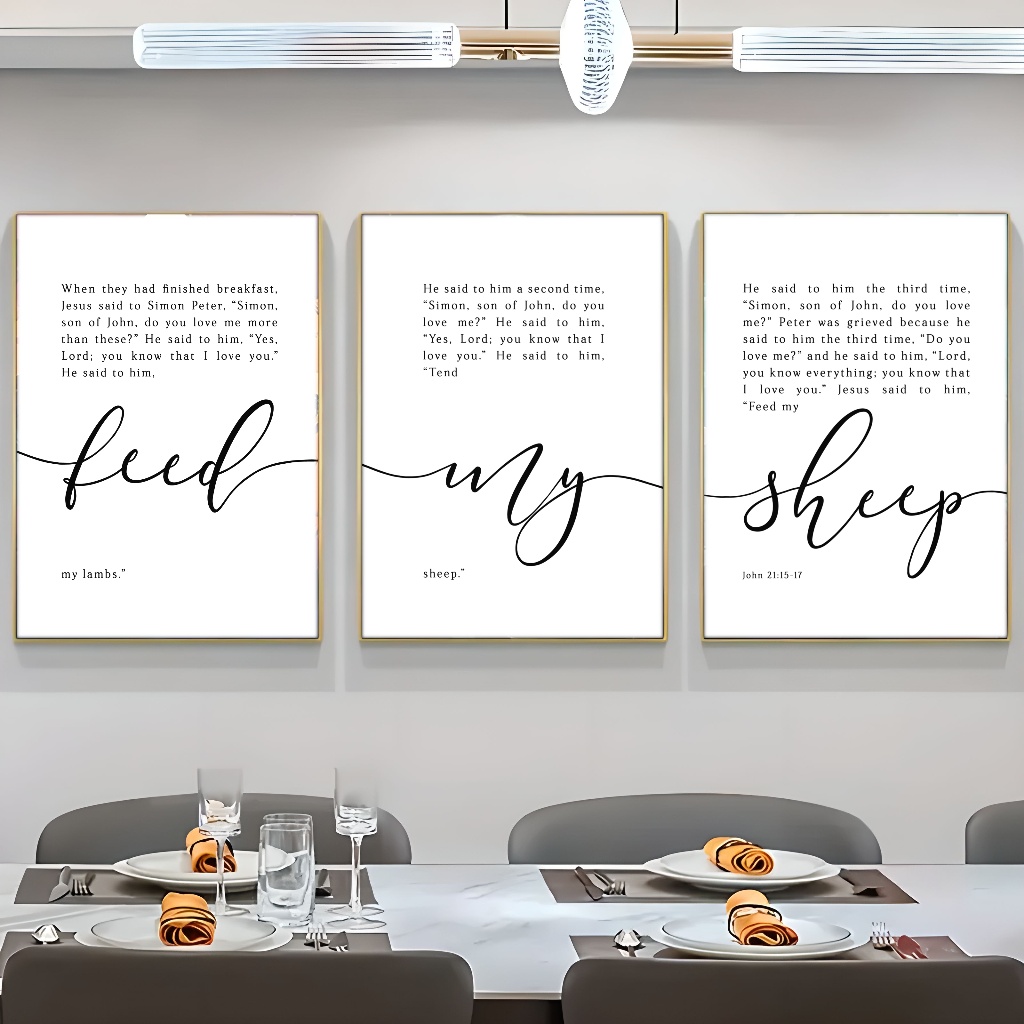 When they had finished breakfast,
Jesus said to Simon Peter, “Simon,
son of John, do you love me more
than these?” He said to him, “Yes,
Lord; you know that I love you.”
He said to him,
feed
my lambs.”
He said to him a second time,
“Simon, son of John, do you
love me?” He said to him,
“Yes, Lord; you know that I
love you.” He said to him,
“Tend
my
sheep.”
He said to him the third time,
“Simon, son of John, do you love
me?” Peter was grieved because he
said to him the third time, “Do you
love me?” and he said to him, “Lord,
you know everything; you know that
I love you.” Jesus said to him,
“Feed my
sheep
John 21:15-17